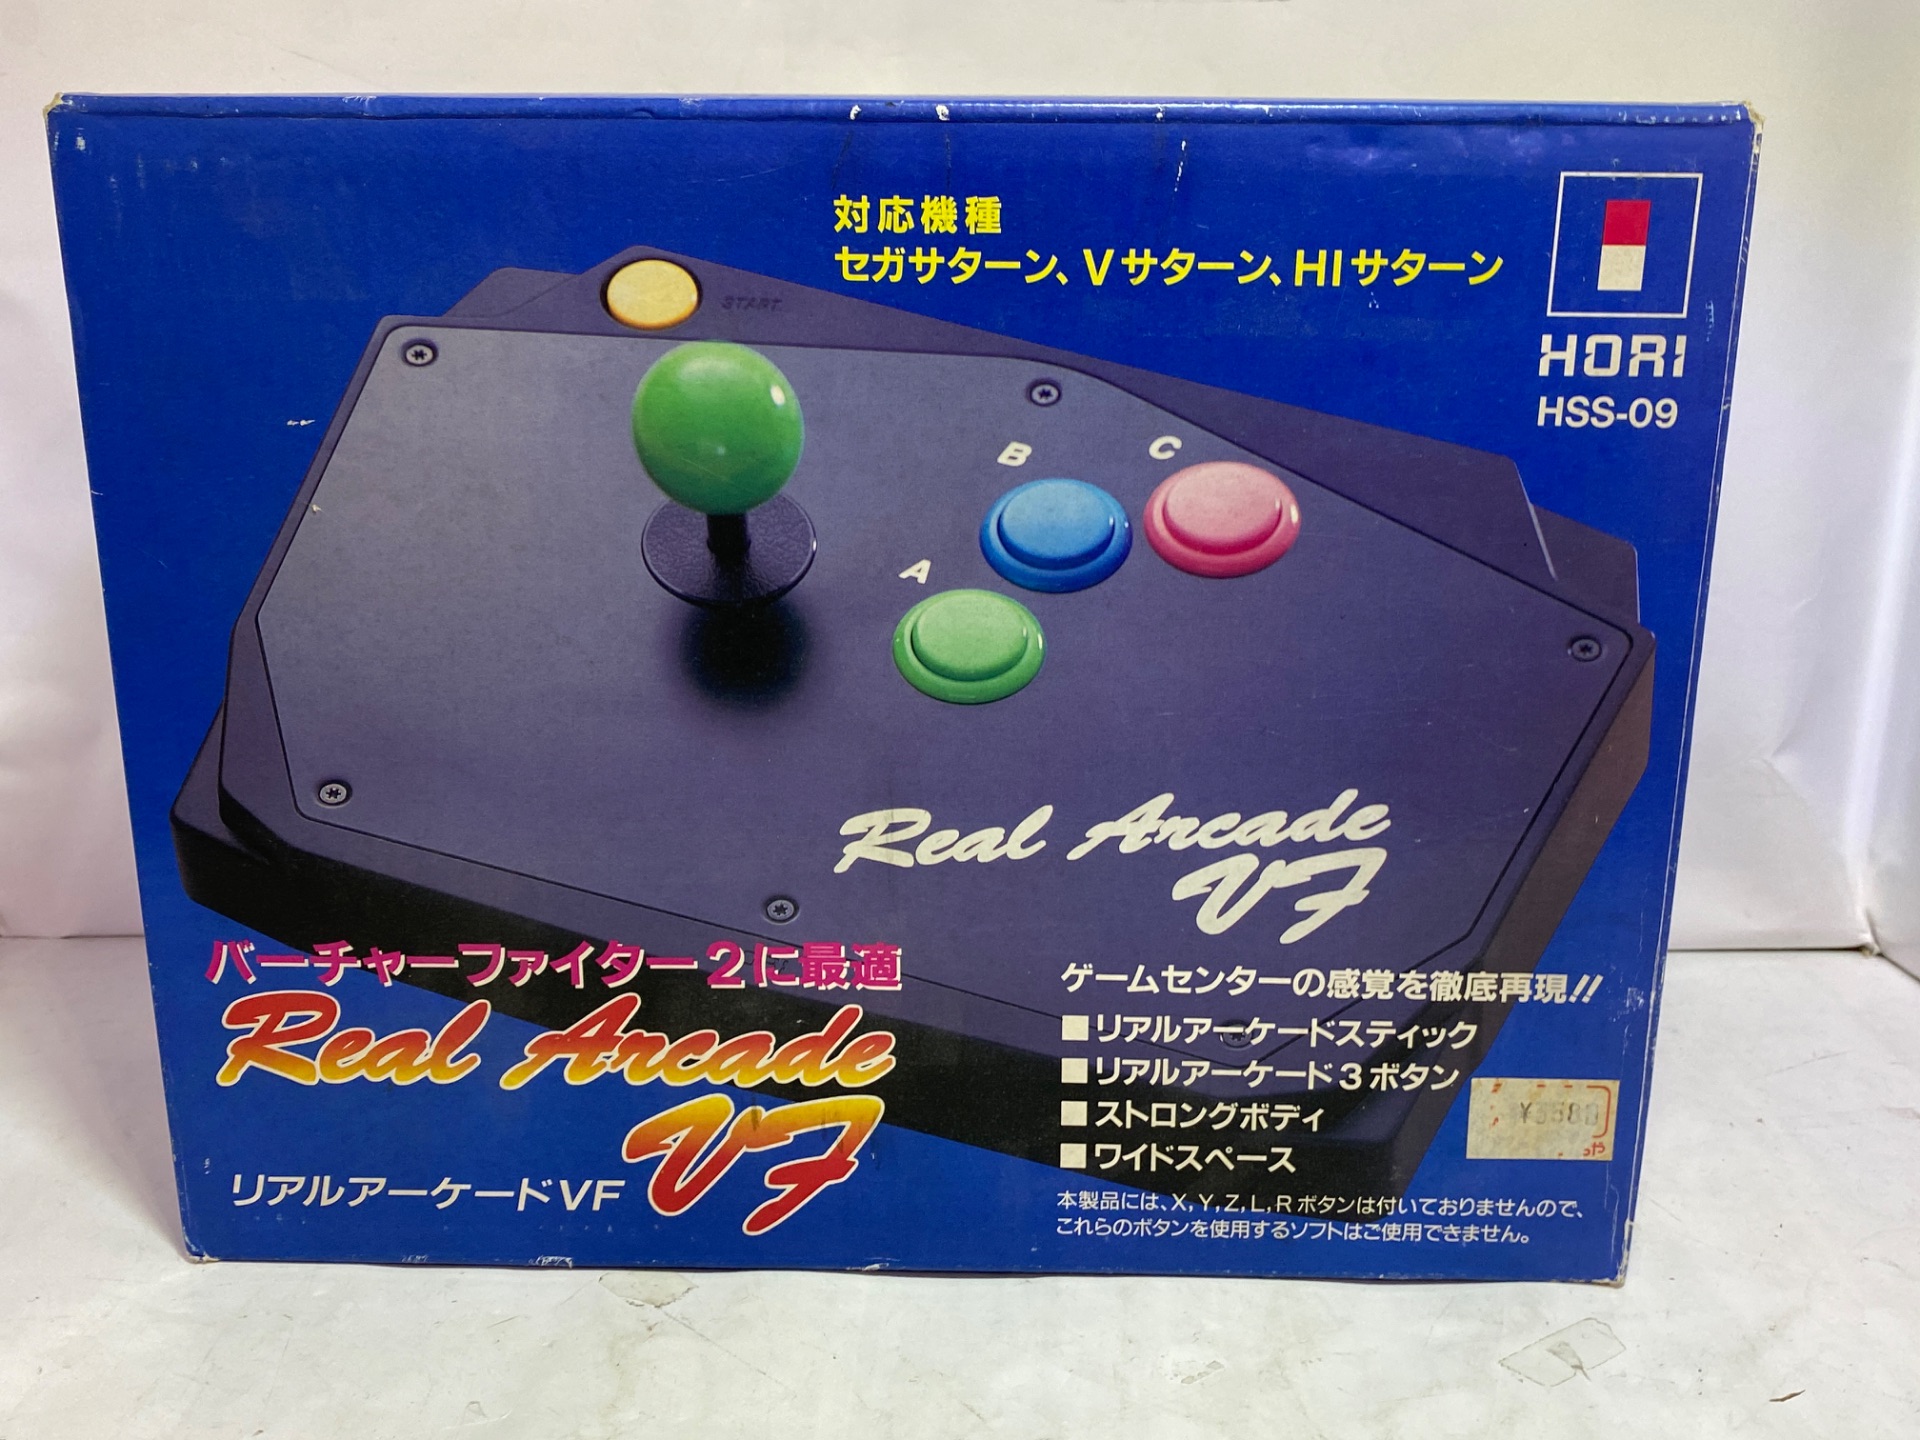 対応機種
セガサターン、Vサターン、HIサターン
HORI
HSS-09
START
B
C
A
Real Arcade
VF
バーチャーファイター2に最適
Real Arcade
VF
リアルアーケードVF
ゲームセンターの感覚を徹底再現!!
■リアルアーケードスティック
■リアルアーケード3ボタン
■ストロングボディ
■ワイドスペース
本製品には、X,Y,Z,L,Rボタンは付いておりませんので、
これらのボタンを使用するソフトはご使用できません。